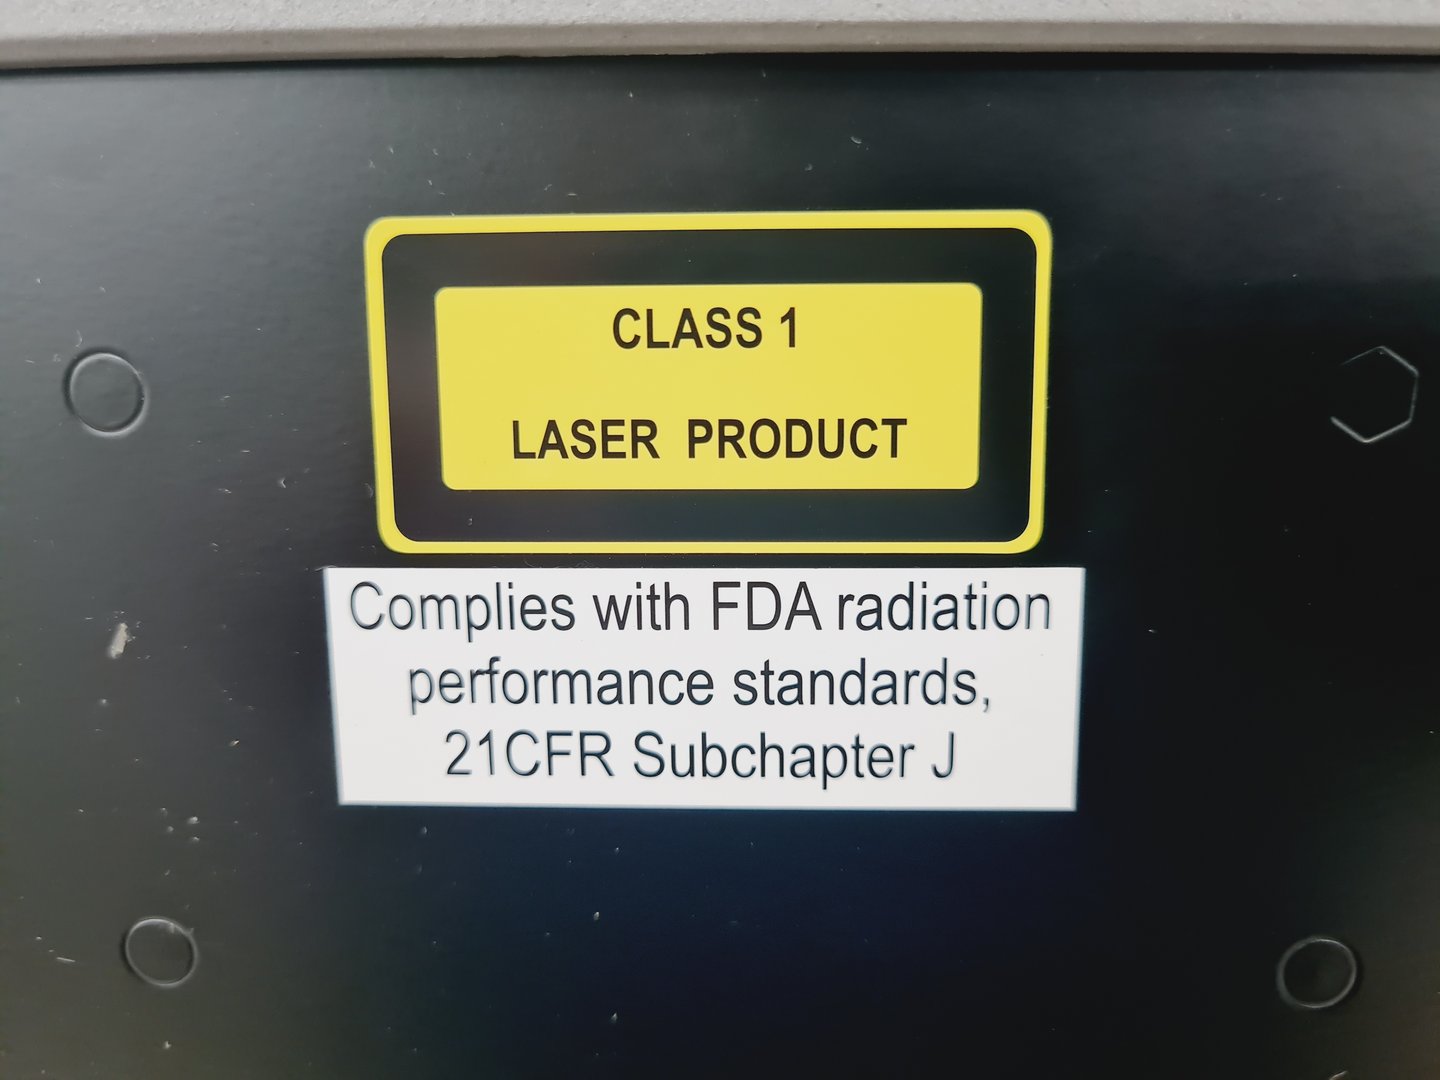 CLASS 1
LASER PRODUCT
Complies with FDA radiation
performance standards,
21CFR Subchapter J